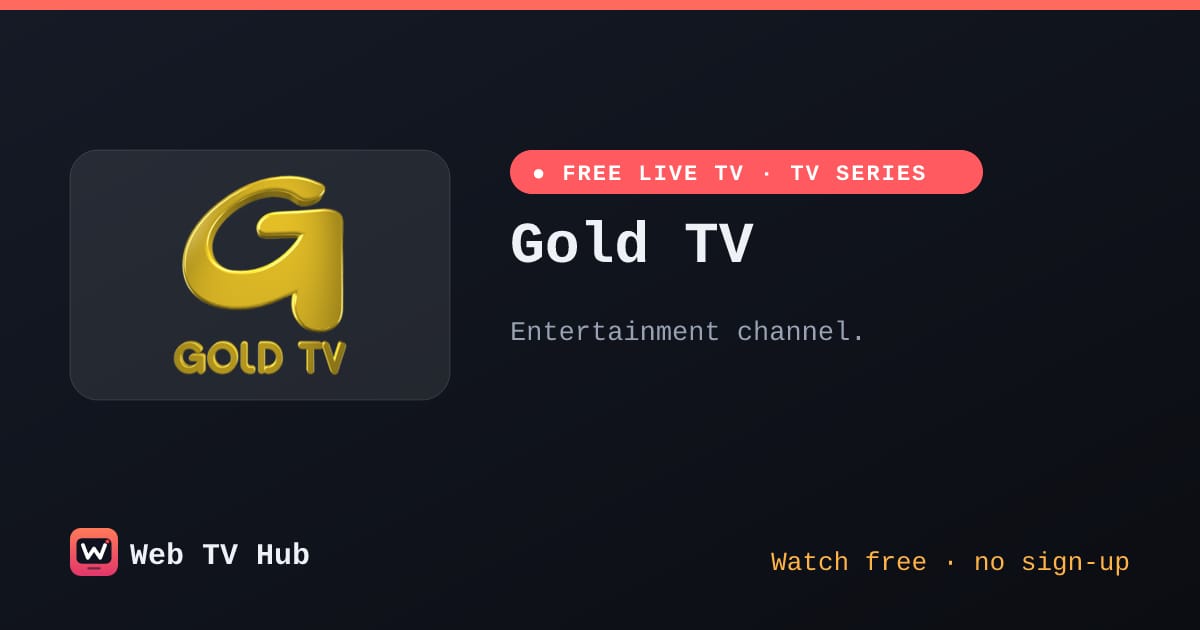 GOLD TV
● FREE LIVE TV · TV SERIES
Gold TV
Entertainment channel.
W
Web TV Hub
Watch free · no sign-up